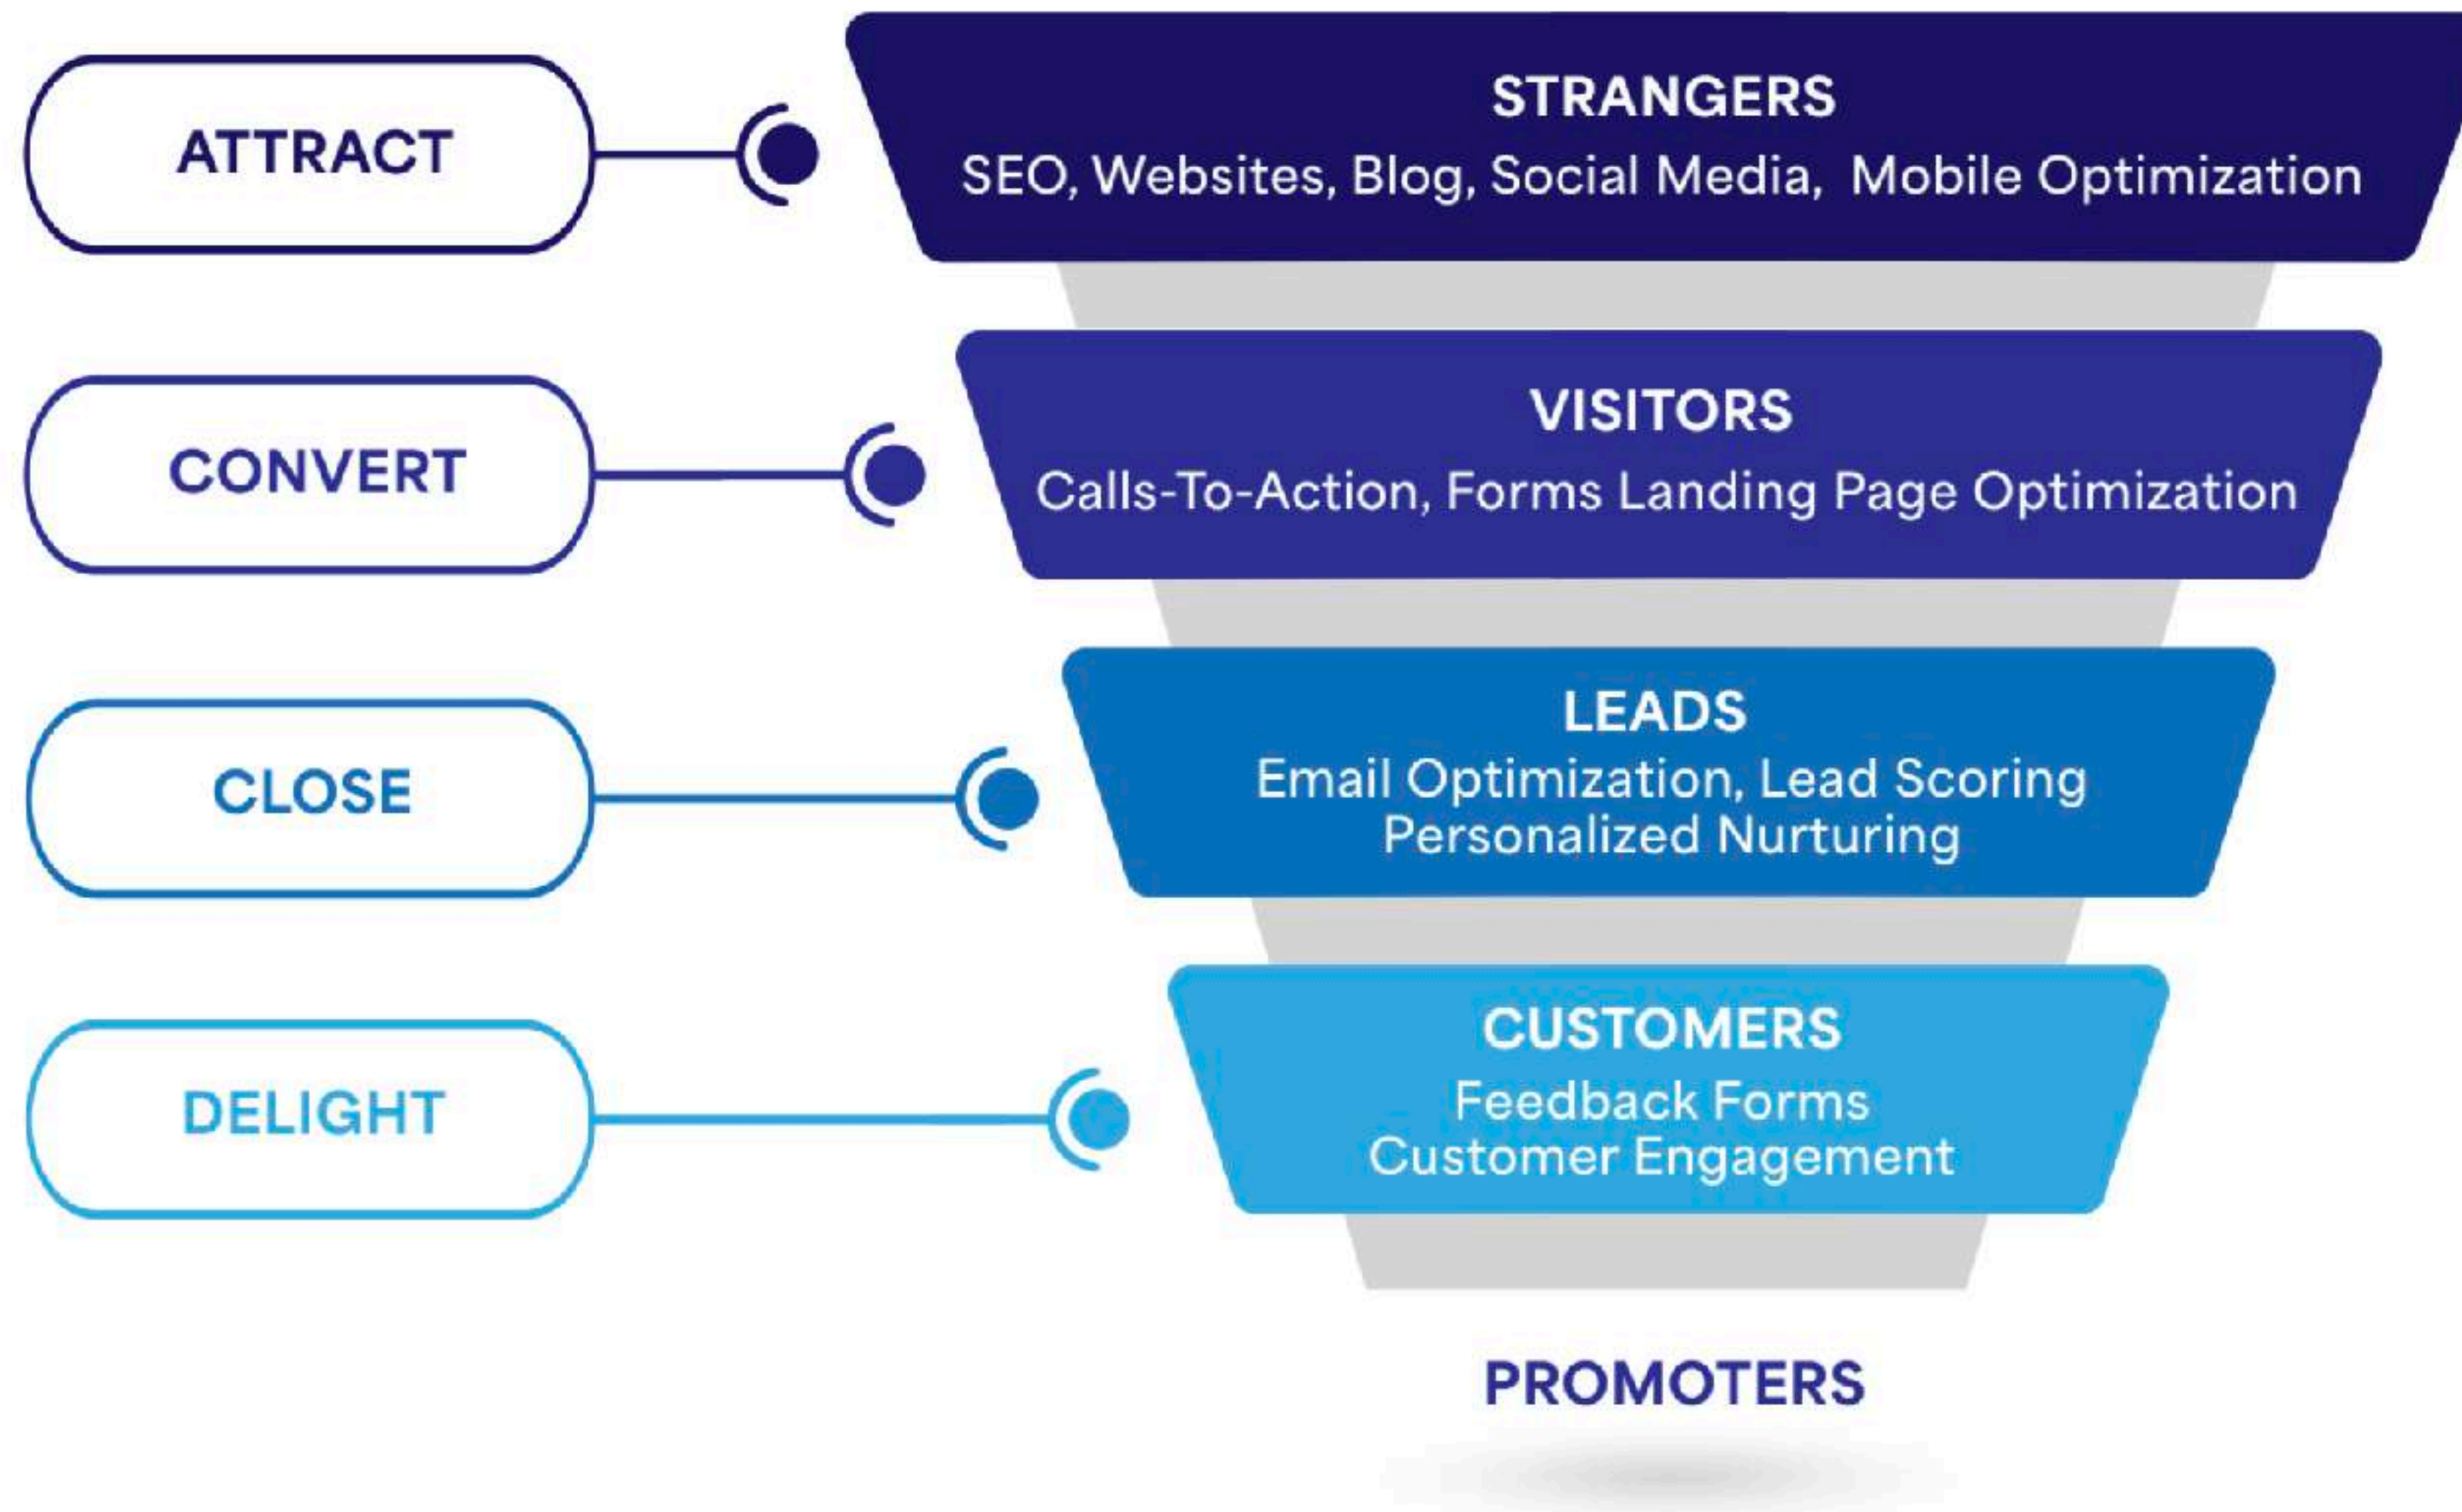 ATTRACT
STRANGERS
SEO, Websites, Blog, Social Media, Mobile Optimization
CONVERT
VISITORS
Calls-To-Action, Forms Landing Page Optimization
CLOSE
LEADS
Email Optimization, Lead Scoring
Personalized Nurturing
DELIGHT
CUSTOMERS
Feedback Forms
Customer Engagement
PROMOTERS